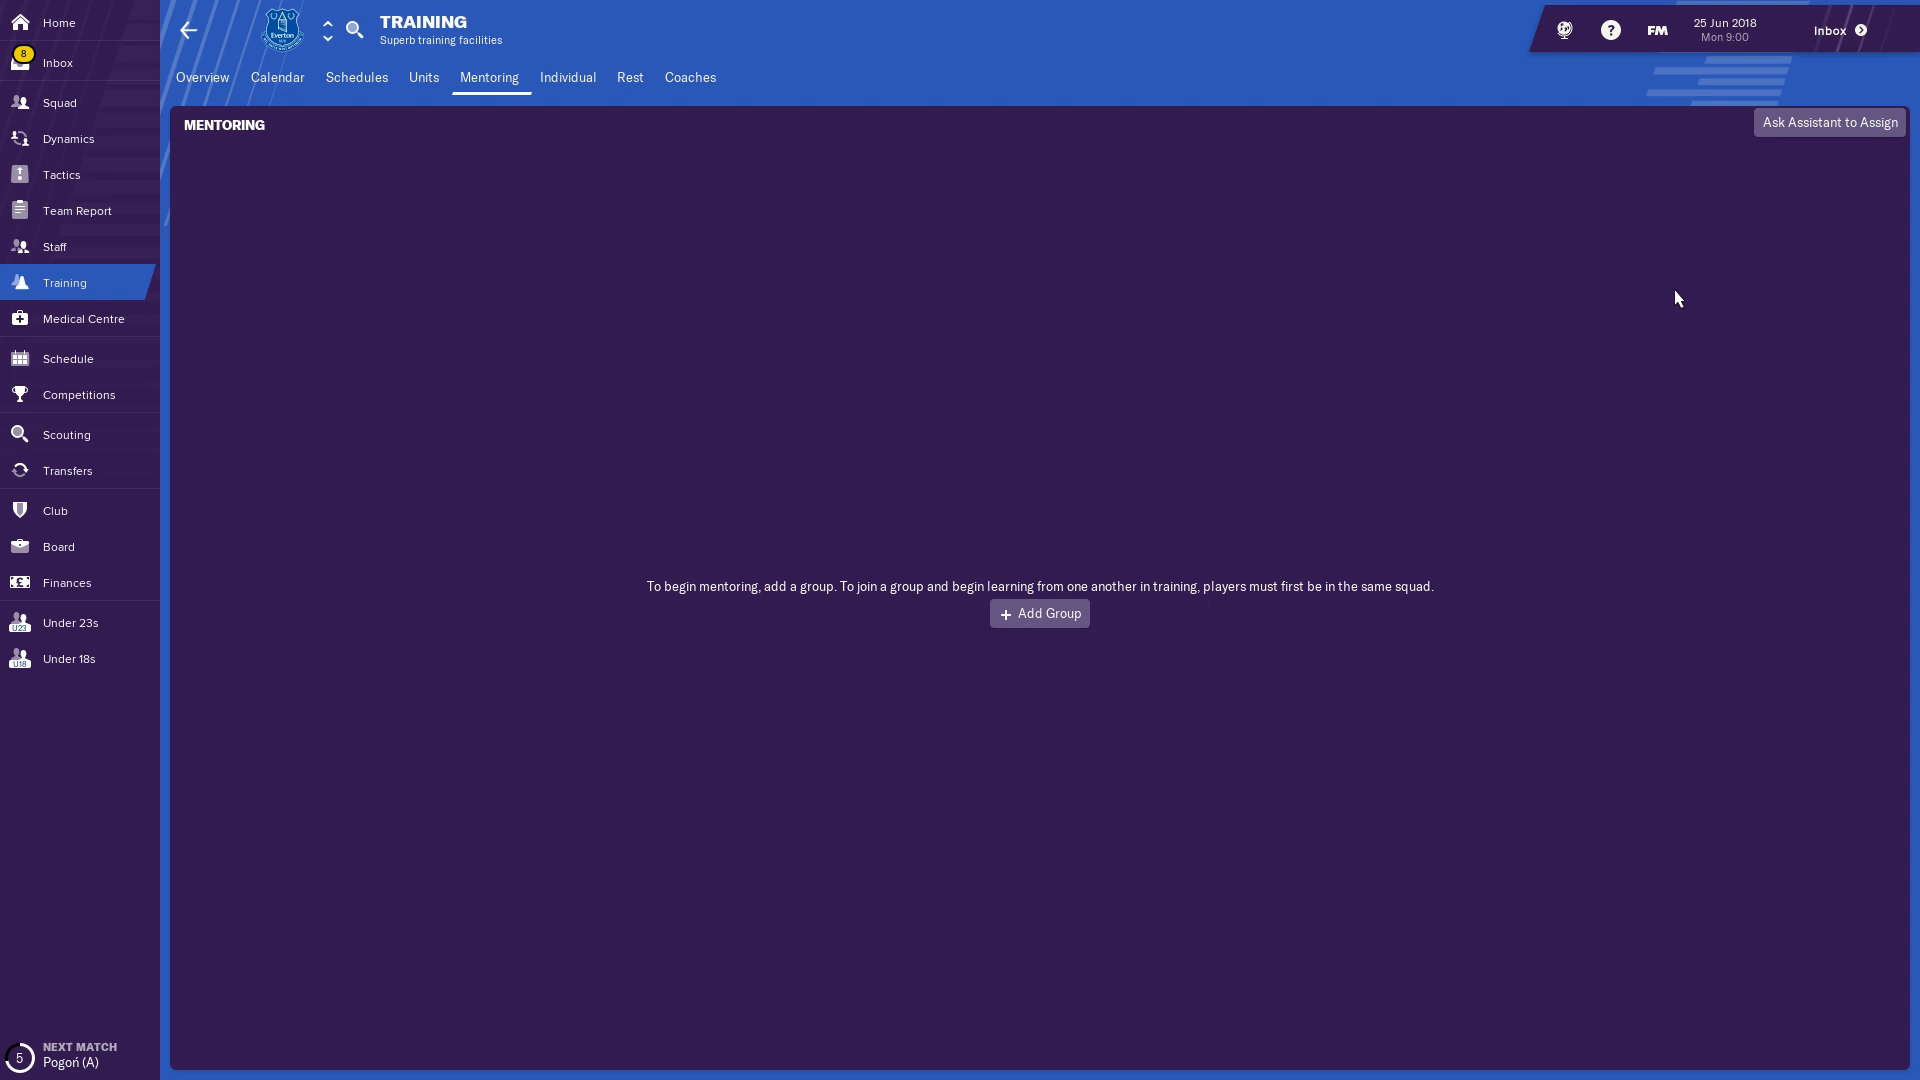 Home
8
Inbox
Squad
Dynamics
Tactics
Team Report
Staff
Training
Medical Centre
Schedule
Competitions
Scouting
Transfers
Club
Board
Finances
U23
Under 23s
U18
Under 18s
5
NEXT MATCH
Pogoń (A)
Everton
TRAINING
Superb training facilities
?
FM
25 Jun 2018
Mon 9:00
Inbox
Overview
Calendar
Schedules
Units
Mentoring
Individual
Rest
Coaches
MENTORING
Ask Assistant to Assign
To begin mentoring, add a group. To join a group and begin learning from one another in training, players must first be in the same squad.
+ Add Group